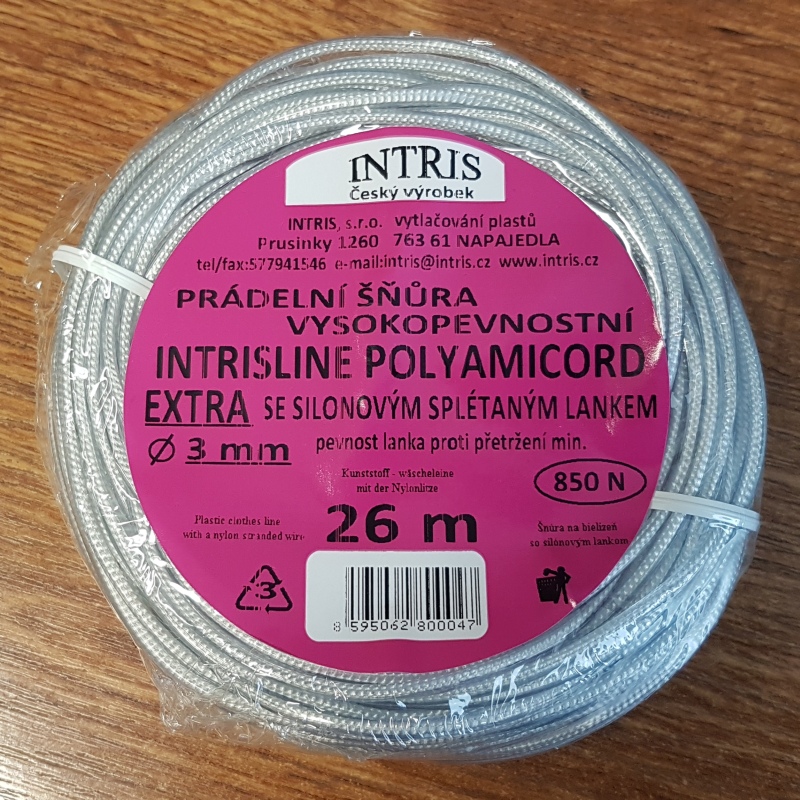 INTRIS
Český výrobek
INTRIS, s.r.o. vytlačování plastů
Prusinky 1260 763 61 NAPAJEDLA
tel/fax:577941546 e-mail:intris@intris.cz www.intris.cz
PRÁDELNÍ ŠŇŮRA
VYSOKOPEVNOSTNÍ
INTRISLINE POLYAMICORD
EXTRA SE SILONOVÝM SPLÉTANÝM LANKEM
Ø 3 mm pevnost lanka proti přetržení min.
850 N
Kunststoff - wäscheleine
mit der Nylonlitze
Plastic clothes line
with a nylon stranded wire
26 m
Šnůra na bielizeň
so silónovým lankom
3
8 595062 800047